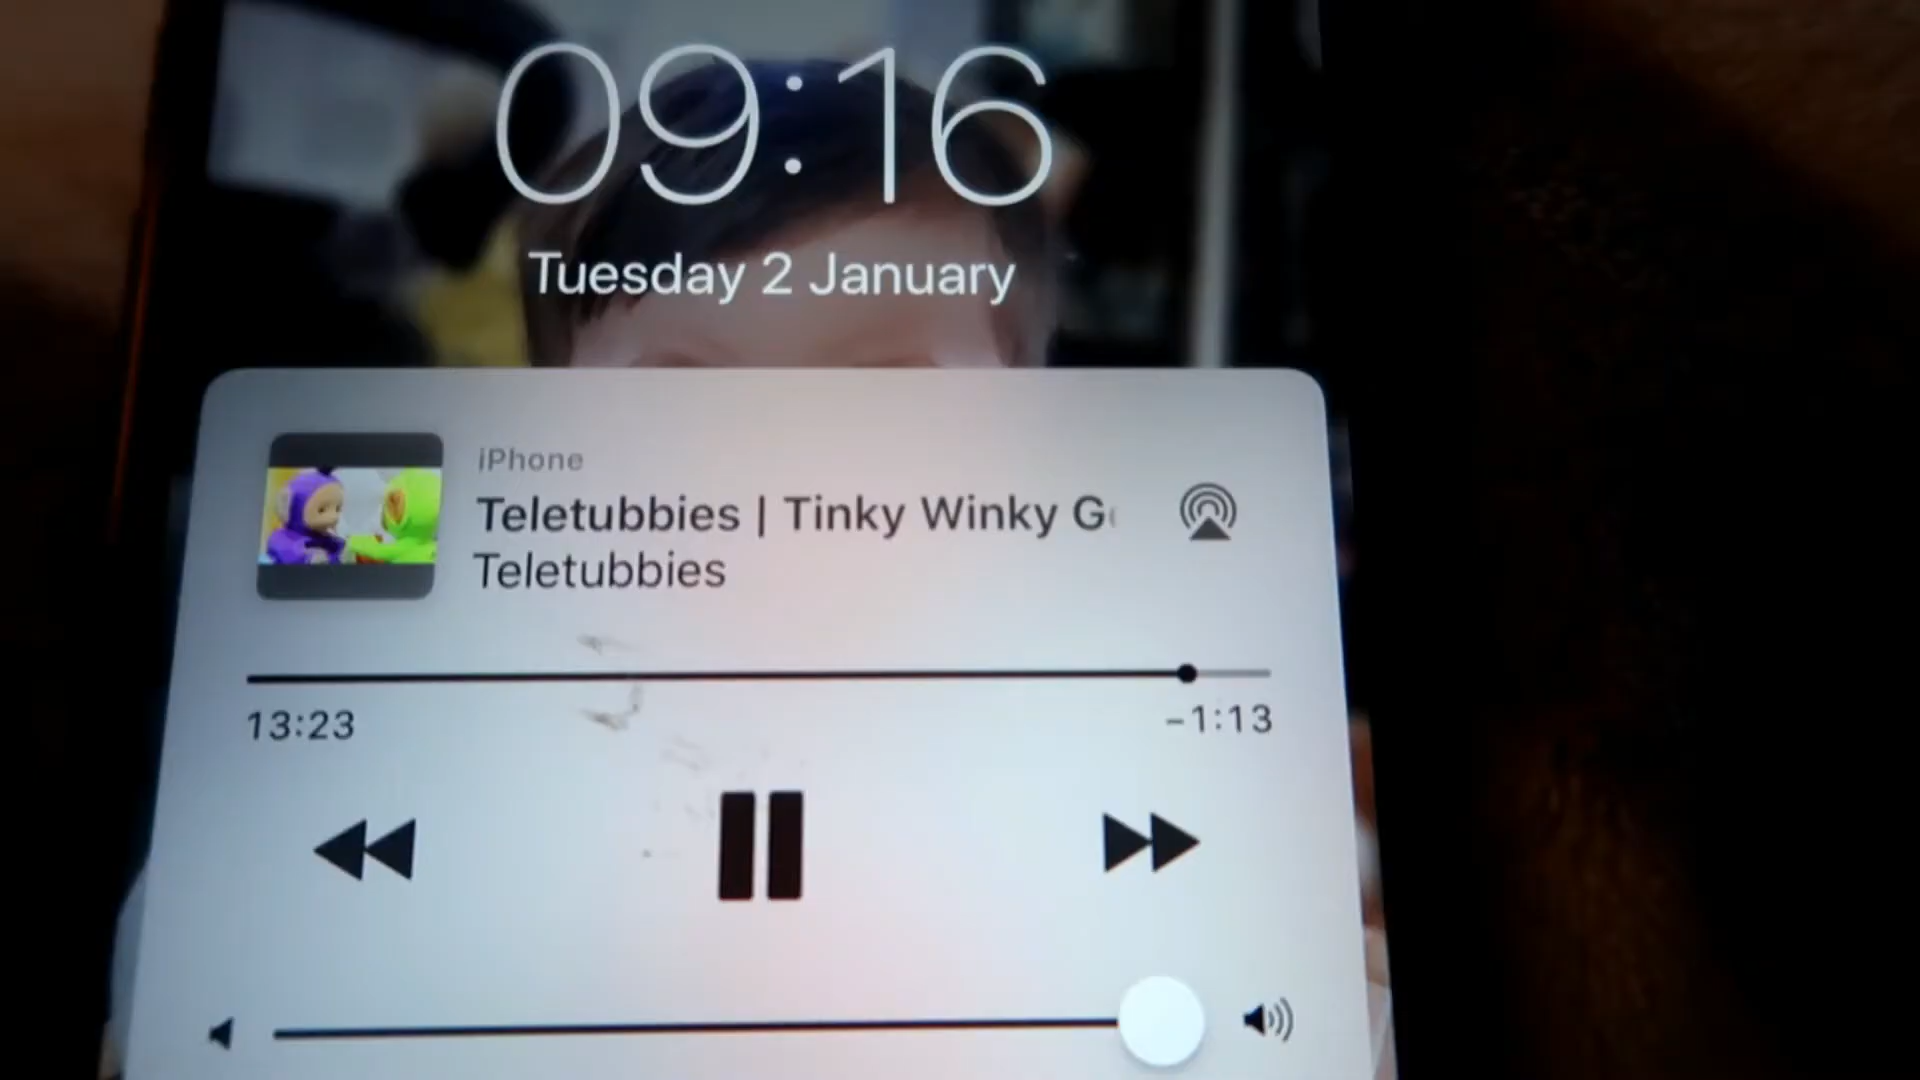 09:16
Tuesday 2 January
iPhone
Teletubbies | Tinky Winky G
Teletubbies
13:23
-1:13